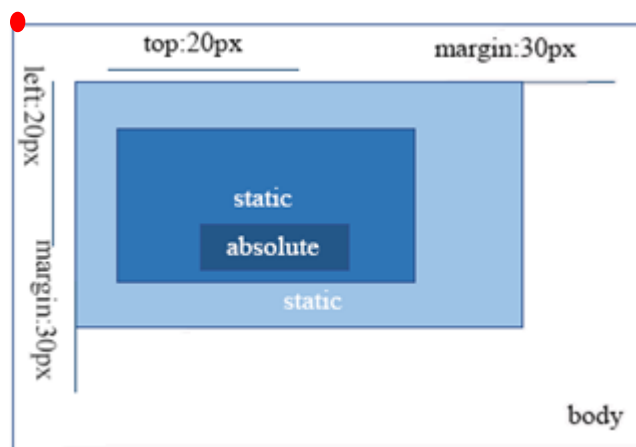 top:20px
margin:30px
left:20px
margin:30px
static
absolute
static
body